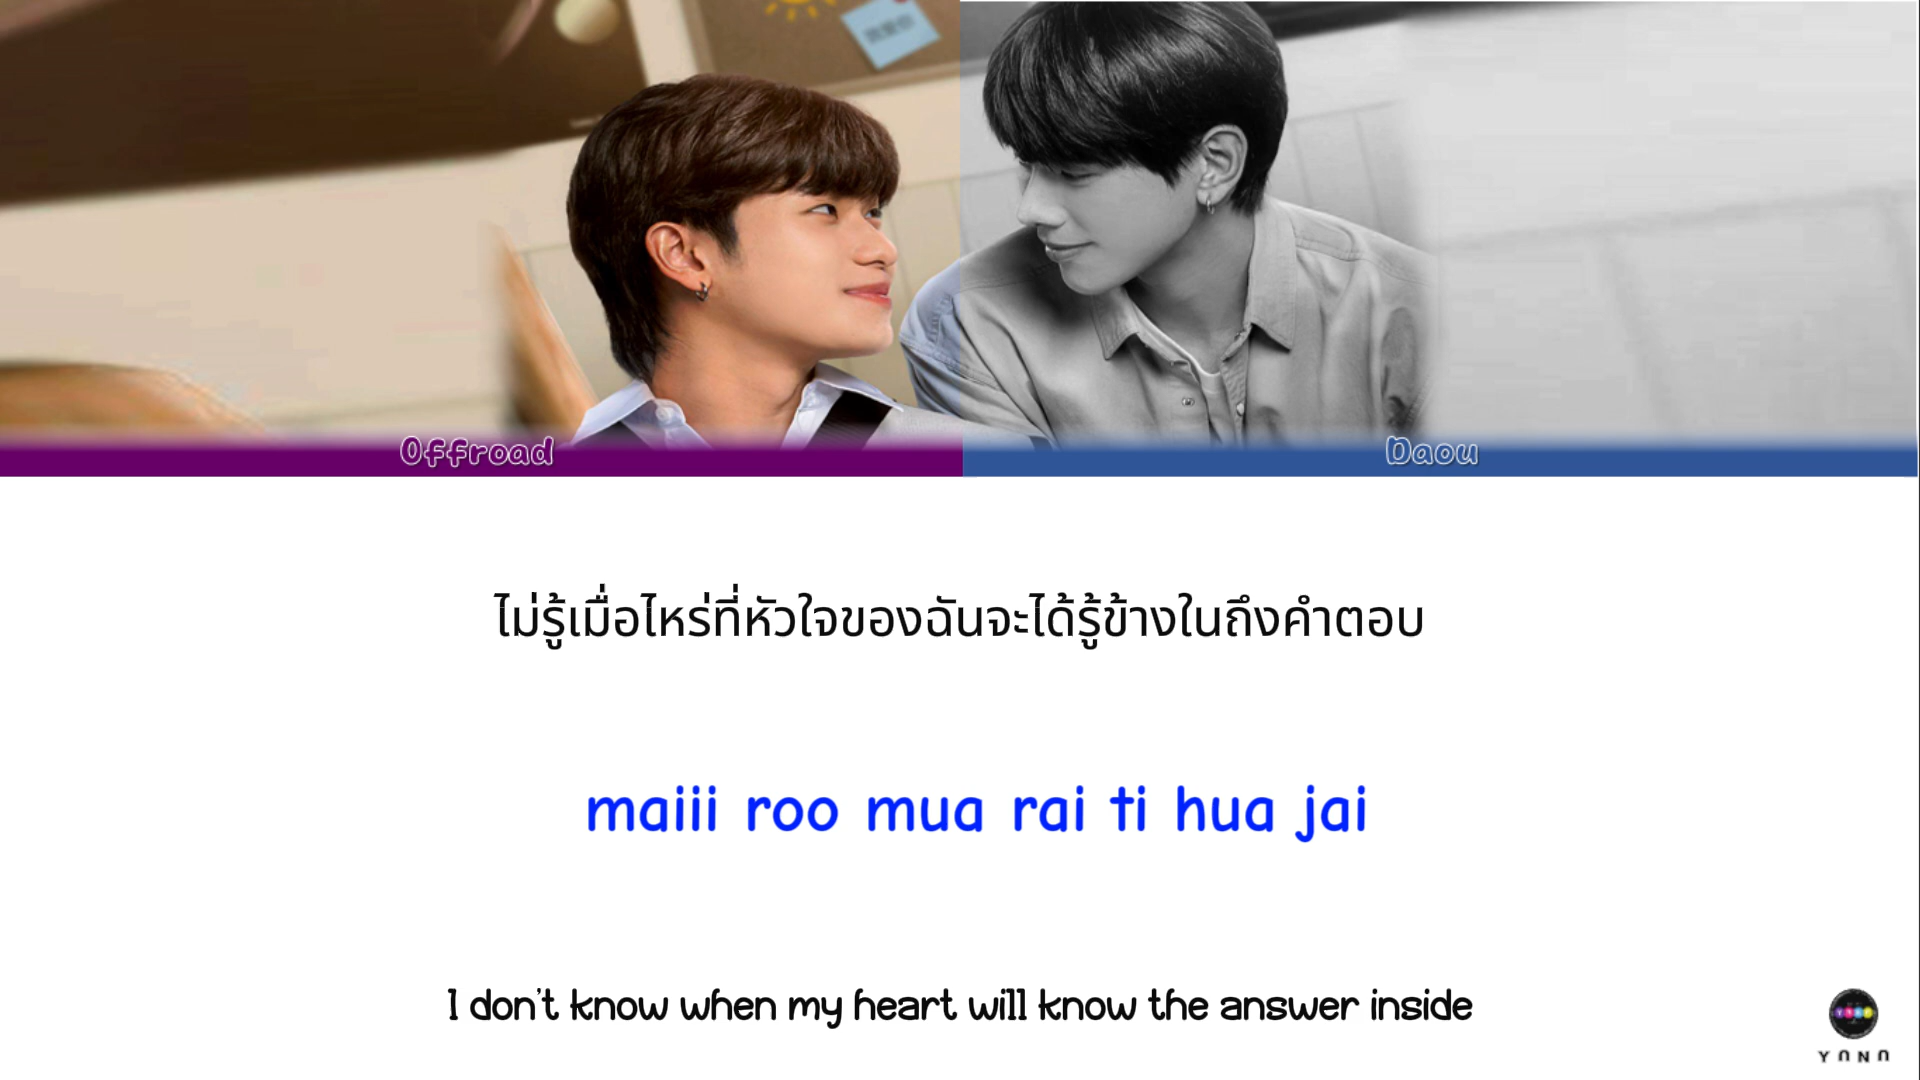 Offroad
Daou
ไม่รู้เมื่อไหร่ที่หัวใจของฉันจะได้รู้ข้างในถึงคำตอบ
maiii roo mua rai ti hua jai
I don't know when my heart will know the answer inside
YANA